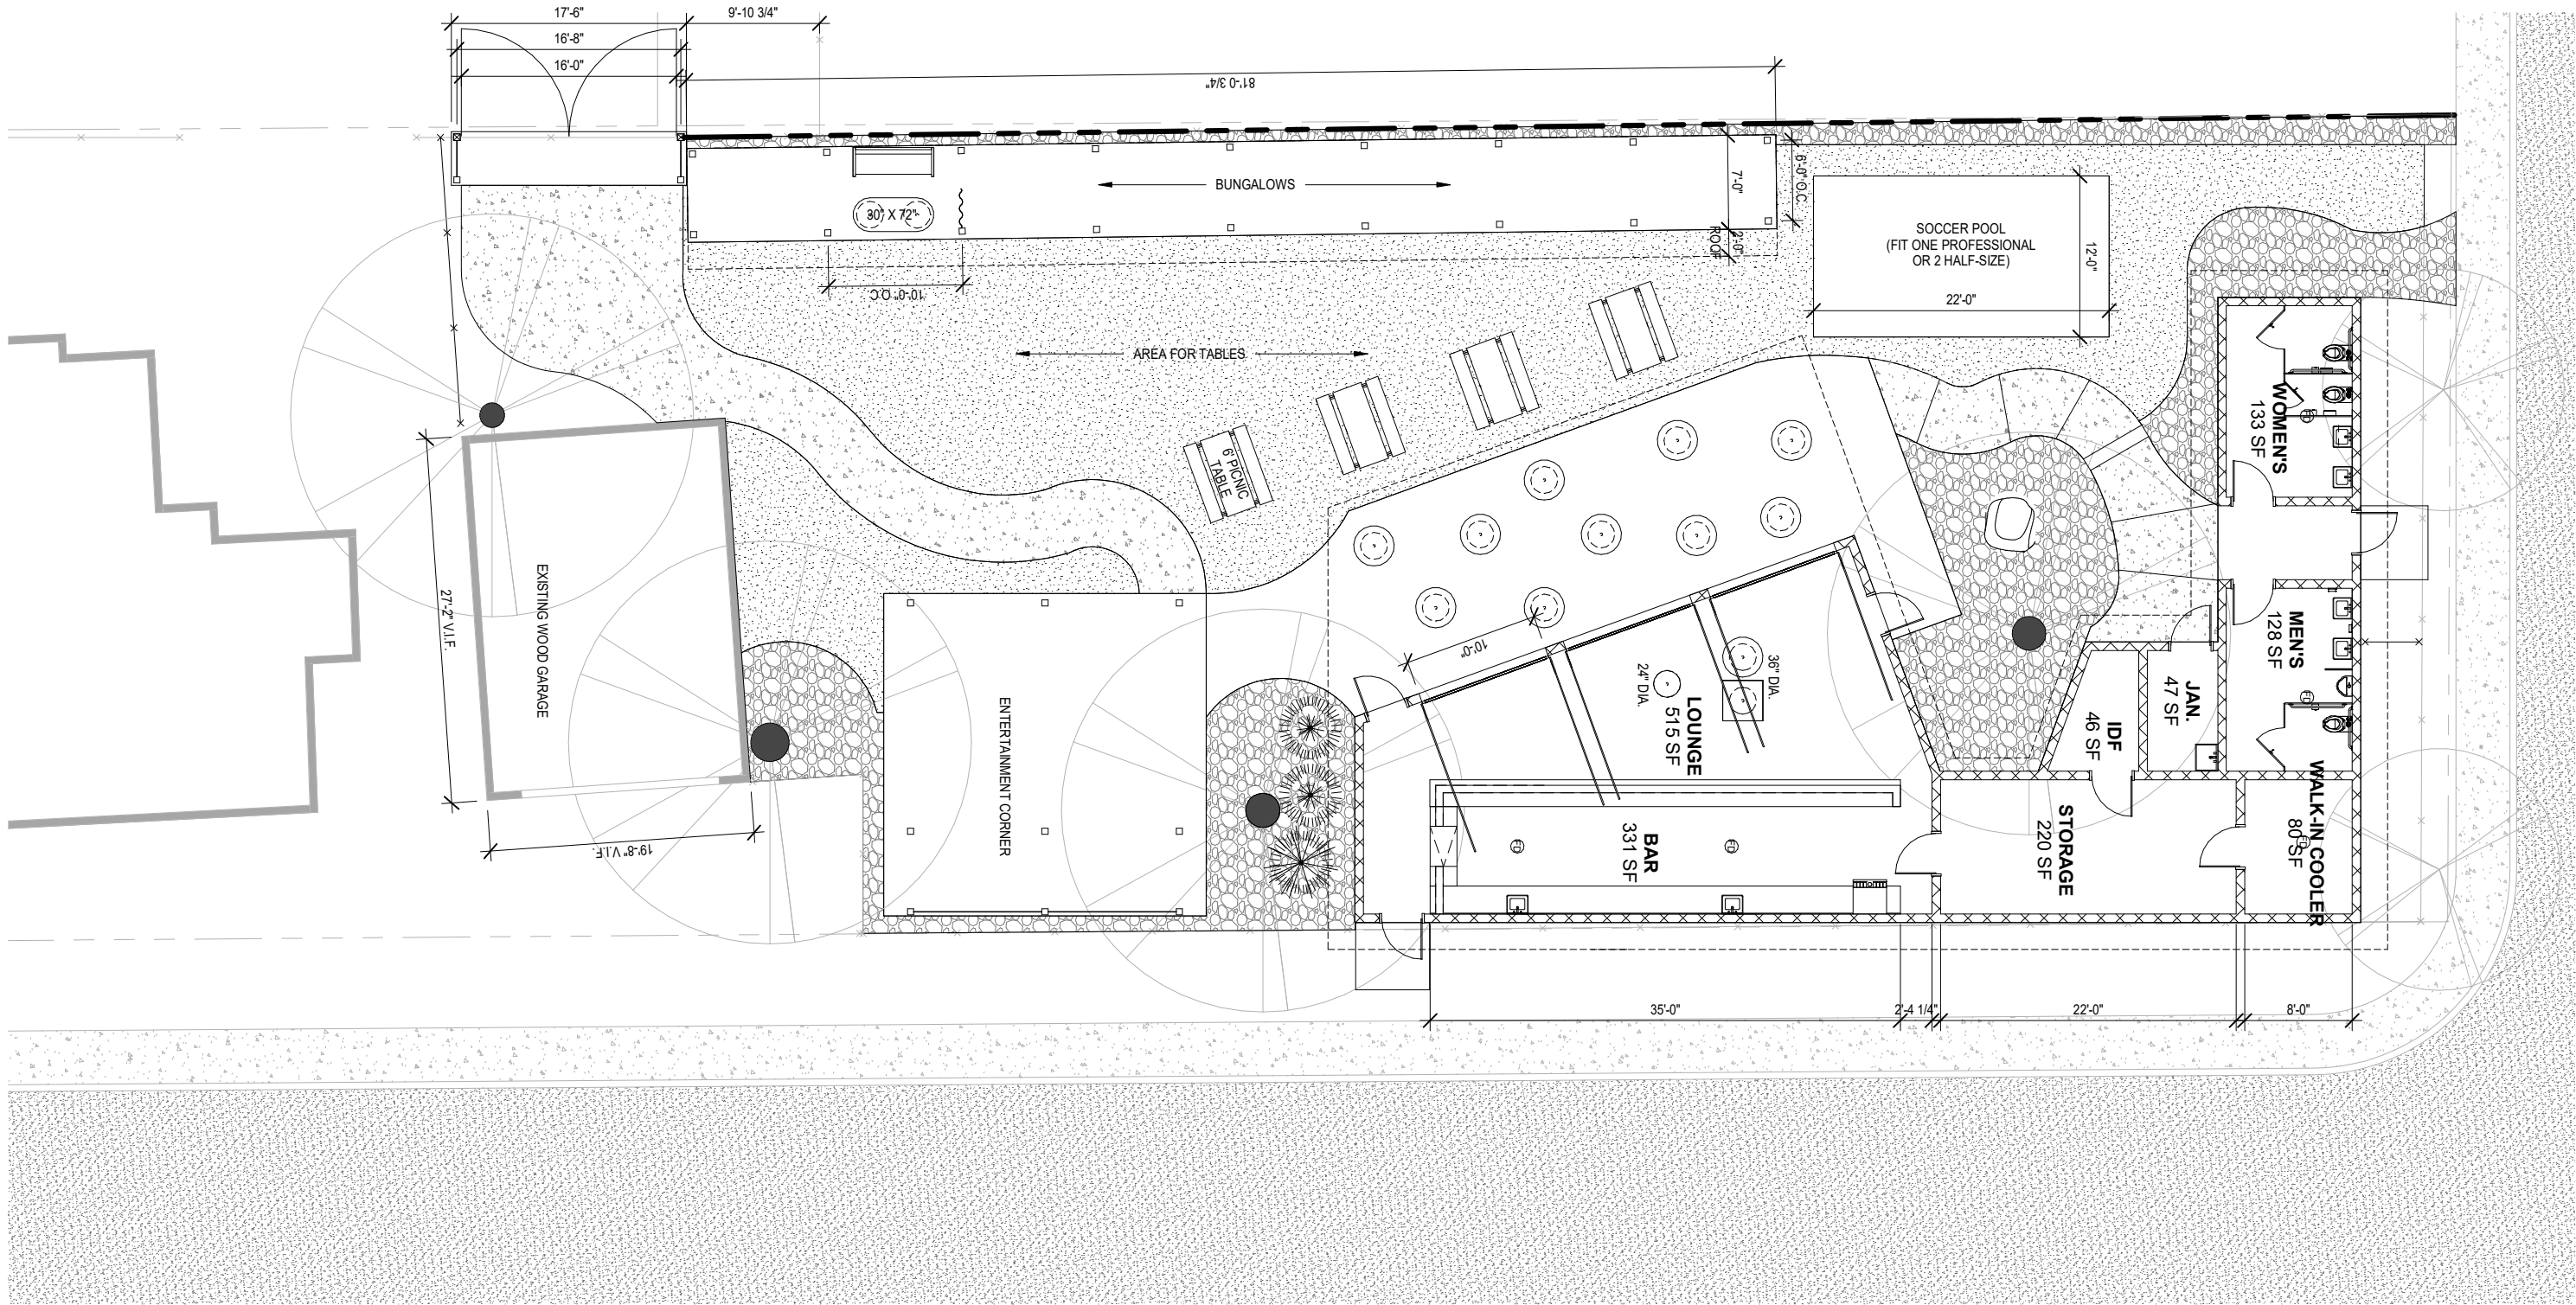 17'-6"
9'-10 3/4"
16'-8"
16'-0"
81'-0 3/4"
BUNGALOWS
30" X 72"
7'-0"
6'-0" O.C.
2'-0"
ROOF
10'-0" O.C.
SOCCER POOL
(FIT ONE PROFESSIONAL
OR 2 HALF-SIZE)
12'-0"
22'-0"
AREA FOR TABLES
6' PICNIC
TABLE
WOMEN'S
133 SF
FD
EXISTING WOOD GARAGE
27'-2" V.I.F.
19'-8" V.I.F.
ENTERTAINMENT CORNER
10'-0"
24" DIA.
36" DIA.
LOUNGE
515 SF
MEN'S
128 SF
FD
JAN.
47 SF
IDF
46 SF
BAR
331 SF
FD
FD
STORAGE
220 SF
WALK-IN COOLER
80 SF
FD
35'-0"
2'-4 1/4"
22'-0"
8'-0"